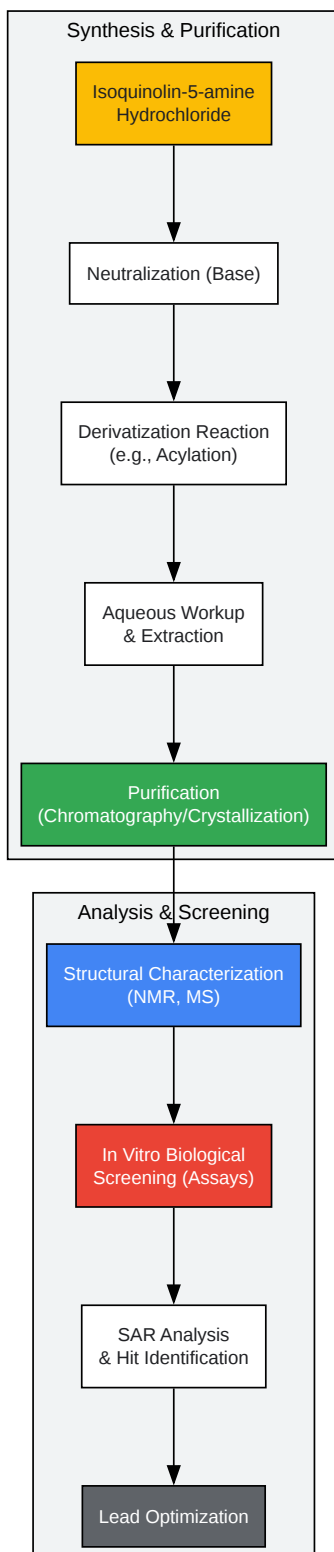 Synthesis & Purification
Isoquinolin-5-amine
Hydrochloride
Neutralization (Base)
Derivatization Reaction
(e.g., Acylation)
Aqueous Workup
& Extraction
Purification
(Chromatography/Crystallization)
Analysis & Screening
Structural Characterization
(NMR, MS)
In Vitro Biological
Screening (Assays)
SAR Analysis
& Hit Identification
Lead Optimization